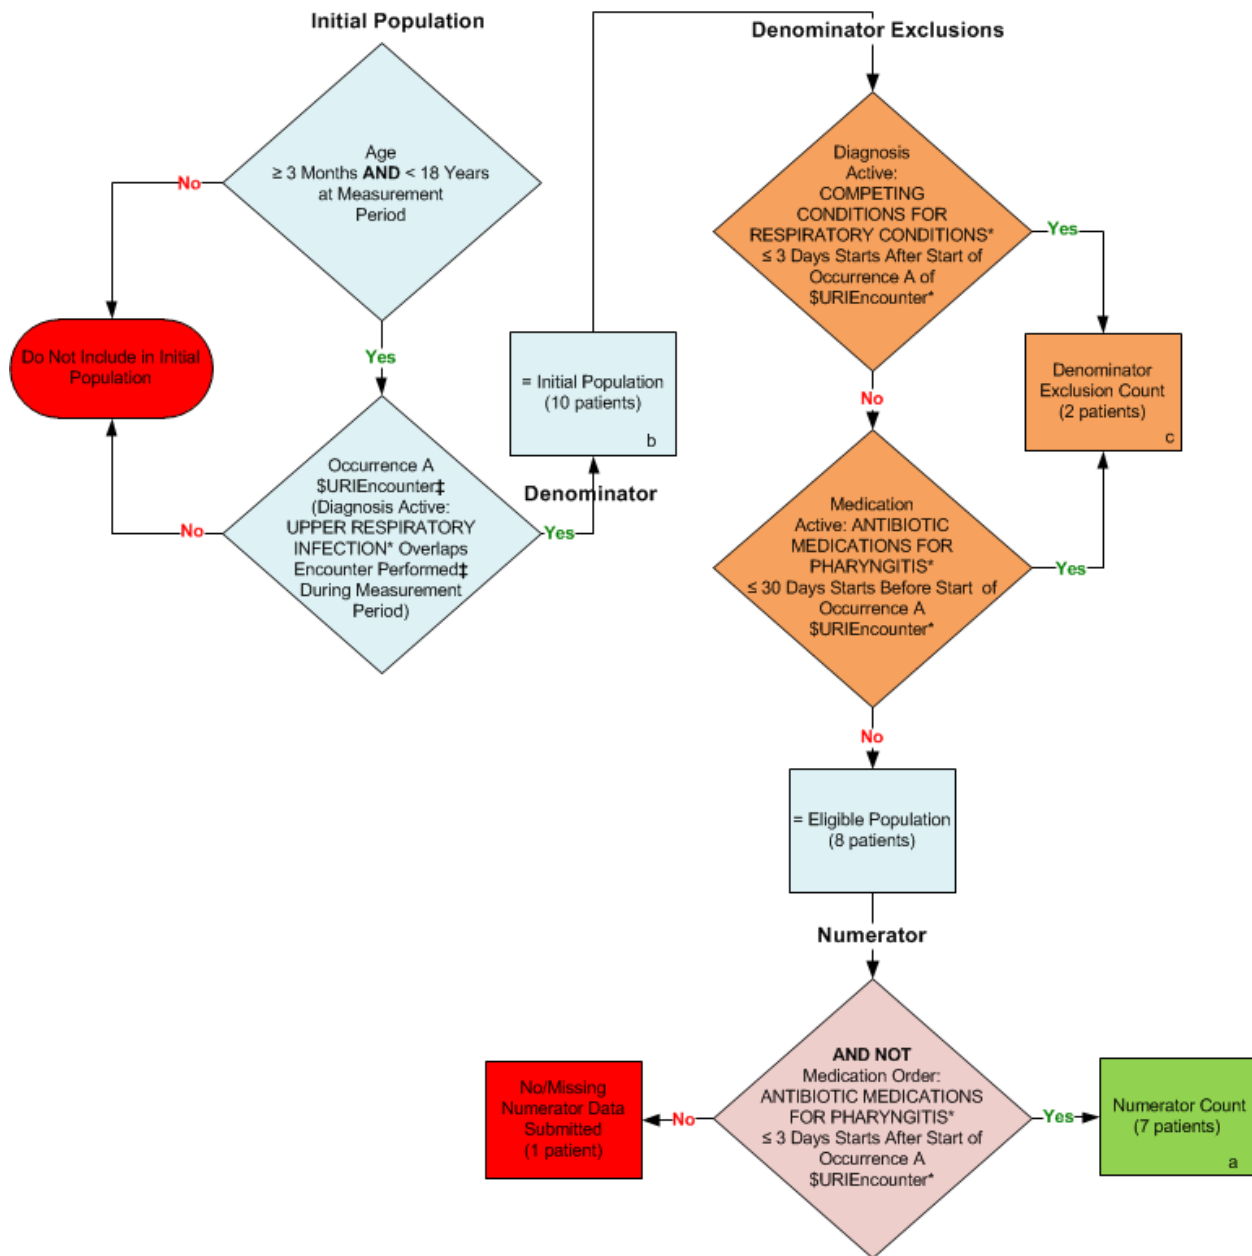 Initial Population
Age
≥ 3 Months AND < 18 Years
at Measurement
Period
No
Yes
Do Not Include in Initial
Population
Occurrence A
$URIEncounter‡
(Diagnosis Active:
UPPER RESPIRATORY
INFECTION* Overlaps
Encounter Performed‡
During Measurement
Period)
No
Yes
Denominator
= Initial Population
(10 patients)
b
Denominator Exclusions
Diagnosis
Active:
COMPETING
CONDITIONS FOR
RESPIRATORY CONDITIONS*
≤ 3 Days Starts After Start of
Occurrence A of
$URIEncounter*
Yes
No
Denominator
Exclusion Count
(2 patients)
c
Medication
Active: ANTIBIOTIC
MEDICATIONS FOR
PHARYNGITIS*
≤ 30 Days Starts Before Start of
Occurrence A
$URIEncounter*
Yes
No
= Eligible Population
(8 patients)
Numerator
AND NOT
Medication Order:
ANTIBIOTIC MEDICATIONS
FOR PHARYNGITIS*
≤ 3 Days Starts After Start of
Occurrence A
$URIEncounter*
No
No/Missing
Numerator Data
Submitted
(1 patient)
Yes
Numerator Count
(7 patients)
a